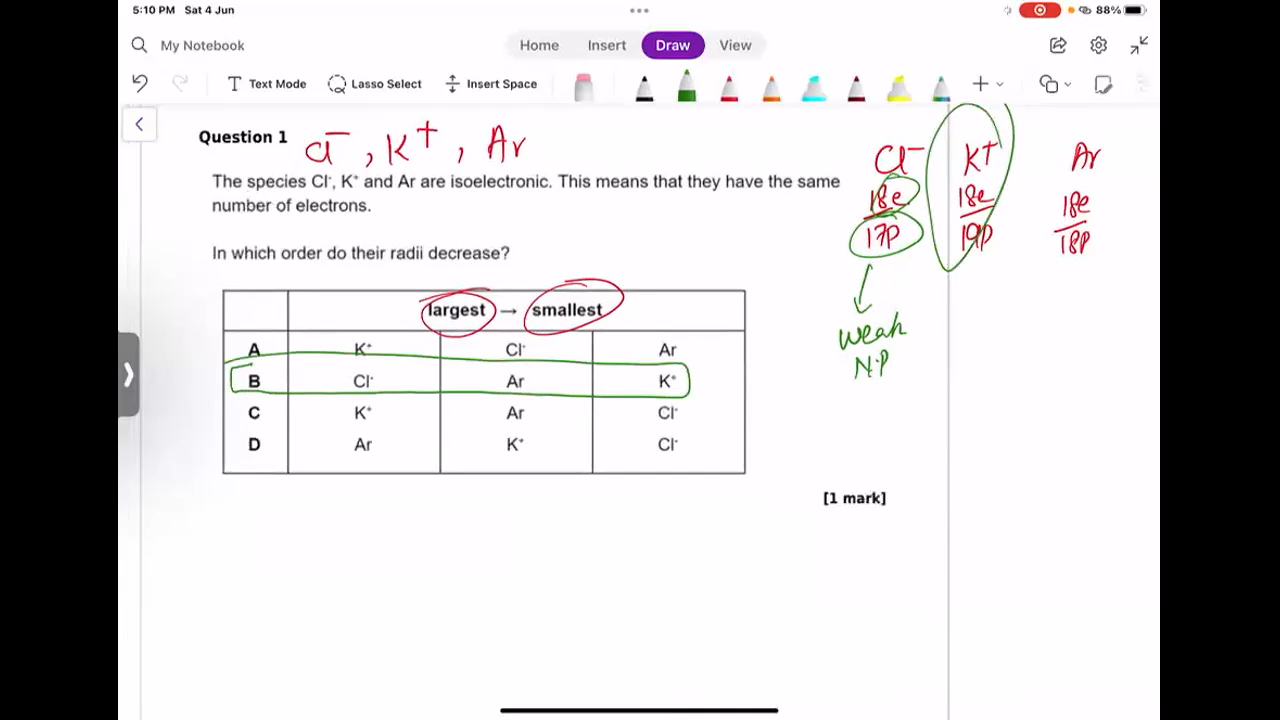 5:10 PM Sat 4 Jun
88%
My Notebook
Home Insert Draw View
Text Mode Lasso Select Insert Space
Question 1
Cl⁻, K⁺, Ar
The species Cl⁻, K⁺ and Ar are isoelectronic. This means that they have the same
number of electrons.
In which order do their radii decrease?
largest → smallest
A K⁺ Cl⁻ Ar
B Cl⁻ Ar K⁺
C K⁺ Ar Cl⁻
D Ar K⁺ Cl⁻
[1 mark]
Cl⁻ K⁺ Ar
18e 18e 18e
17p 19p 18p
weak
N.P